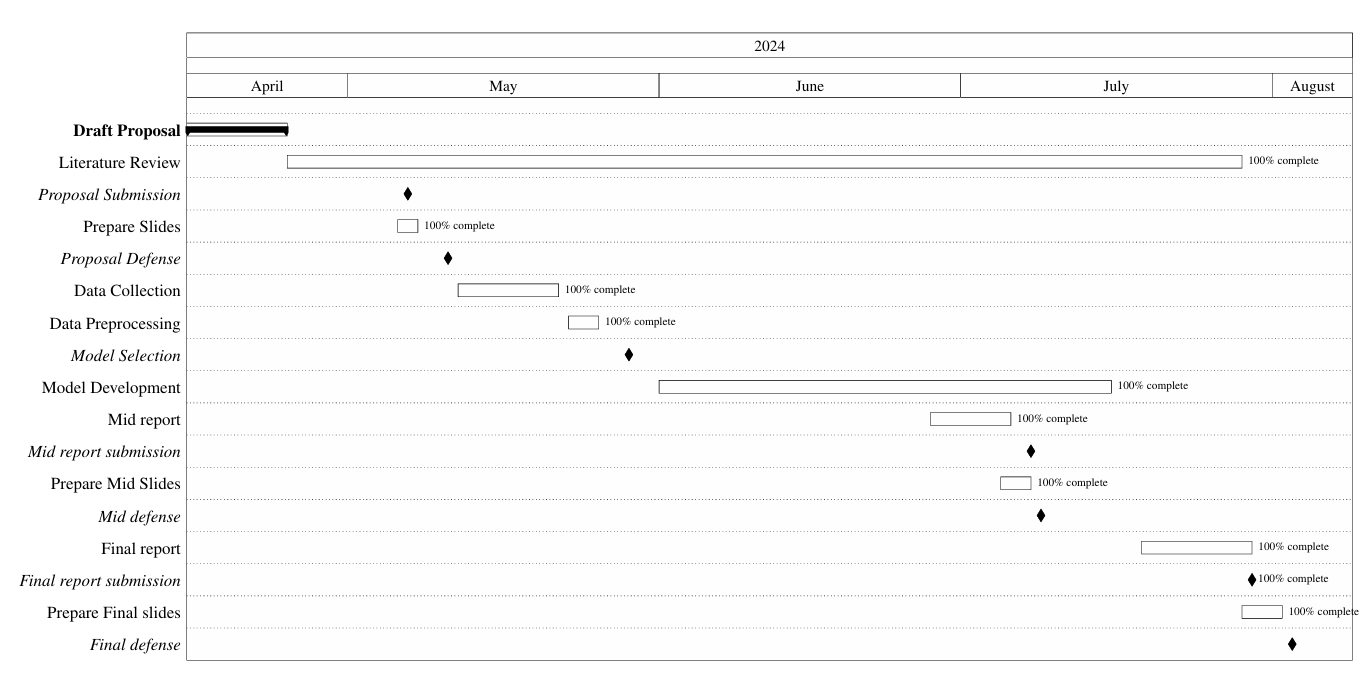 2024
April May June July August
Draft Proposal
Literature Review 100% complete
Proposal Submission
Prepare Slides 100% complete
Proposal Defense
Data Collection 100% complete
Data Preprocessing 100% complete
Model Selection
Model Development 100% complete
Mid report 100% complete
Mid report submission
Prepare Mid Slides 100% complete
Mid defense
Final report 100% complete
Final report submission 100% complete
Prepare Final slides 100% complete
Final defense